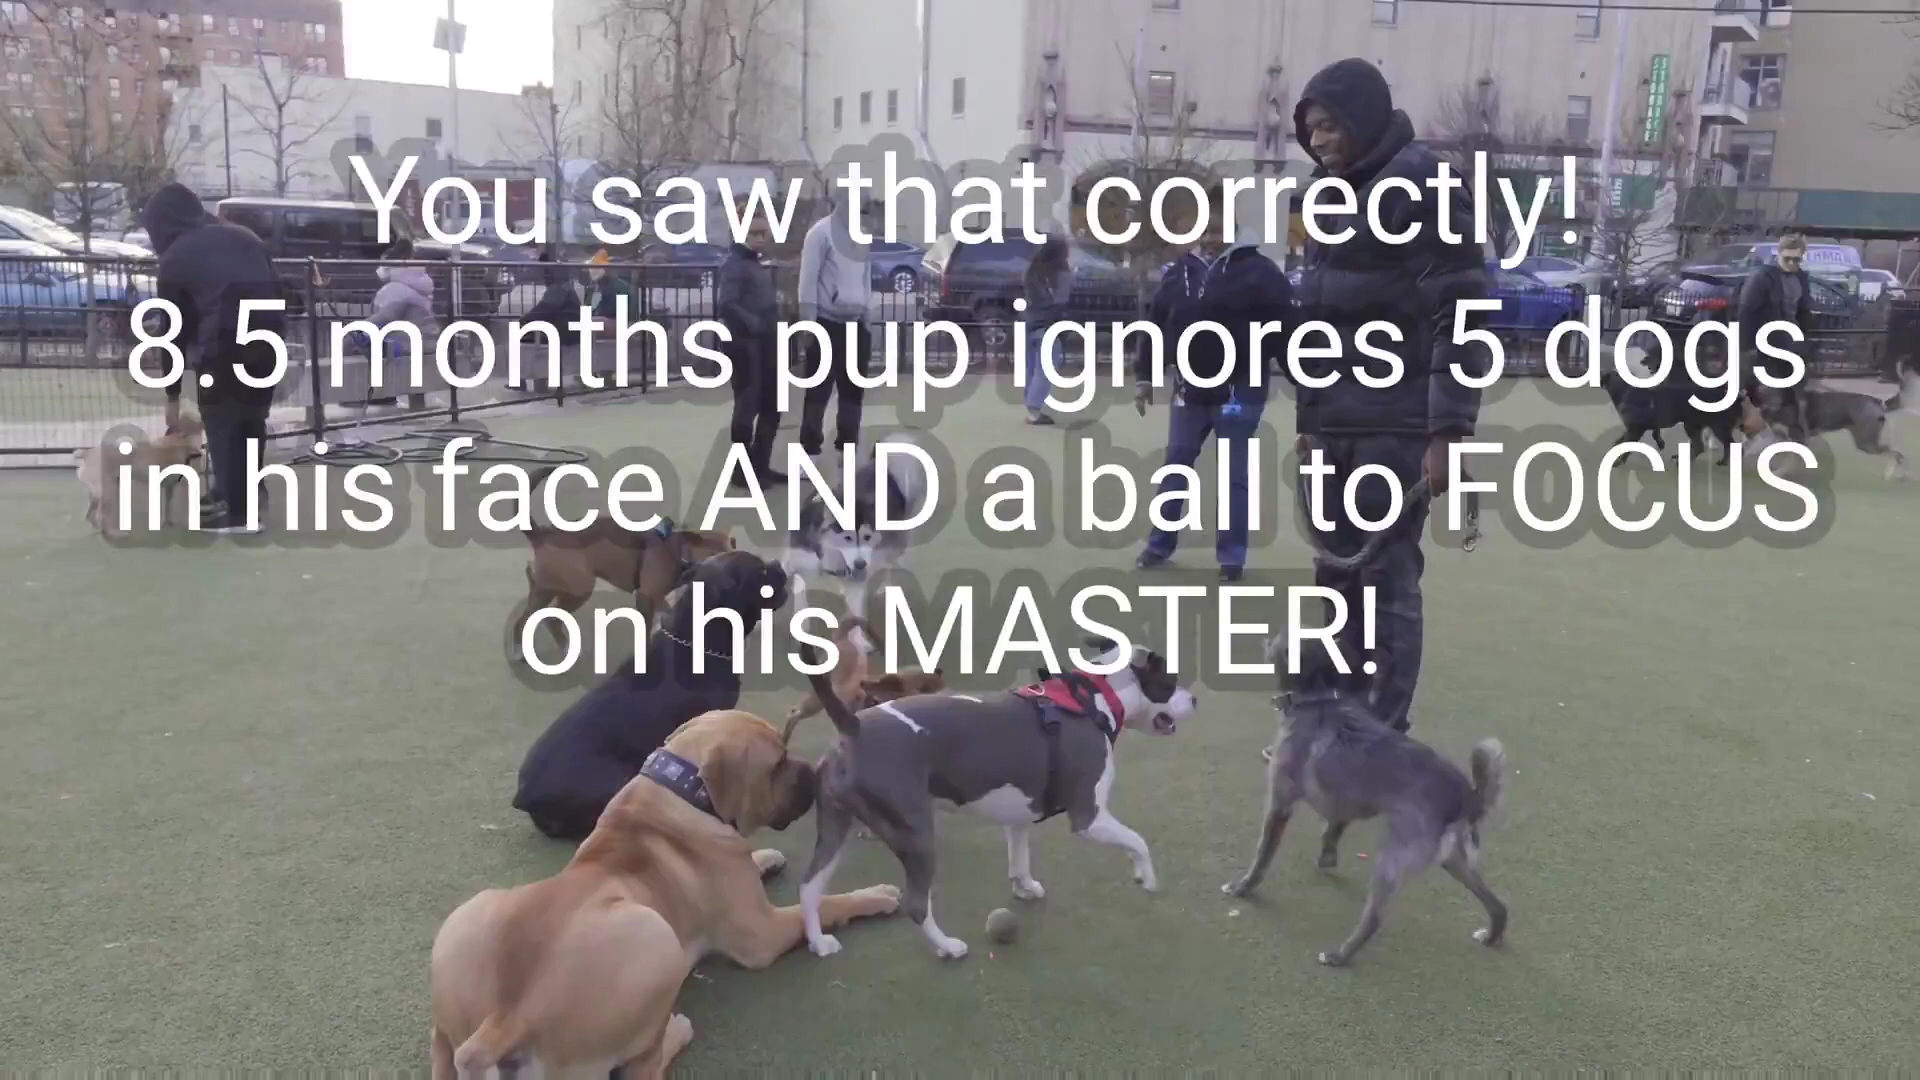 You saw that correctly!
8.5 months pup ignores 5 dogs
in his face AND a ball to FOCUS
on his MASTER!
STORAGE